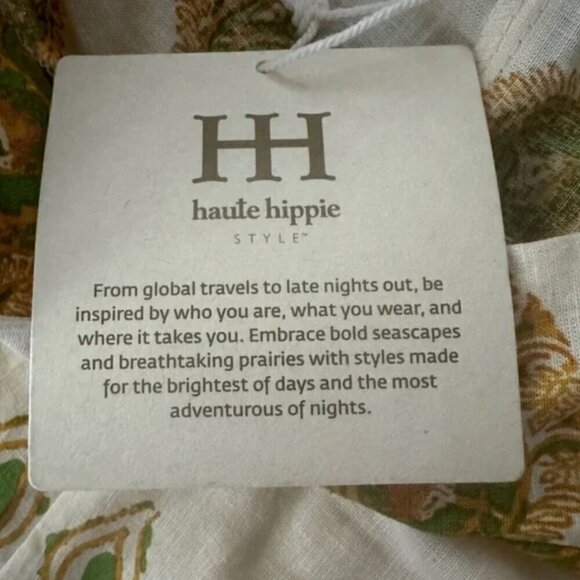 HH
haute hippie
STYLE™
From global travels to late nights out, be
inspired by who you are, what you wear, and
where it takes you. Embrace bold seascapes
and breathtaking prairies with styles made
for the brightest of days and the most
adventurous of nights.